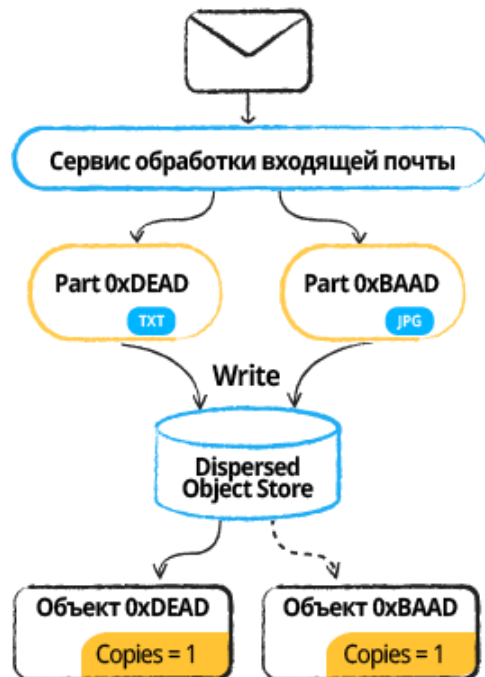 Сервис обработки входящей почты
Part 0xDEAD
TXT
Part 0xBAAD
JPG
Write
Dispersed
Object Store
Объект 0xDEAD
Copies = 1
Объект 0xBAAD
Copies = 1